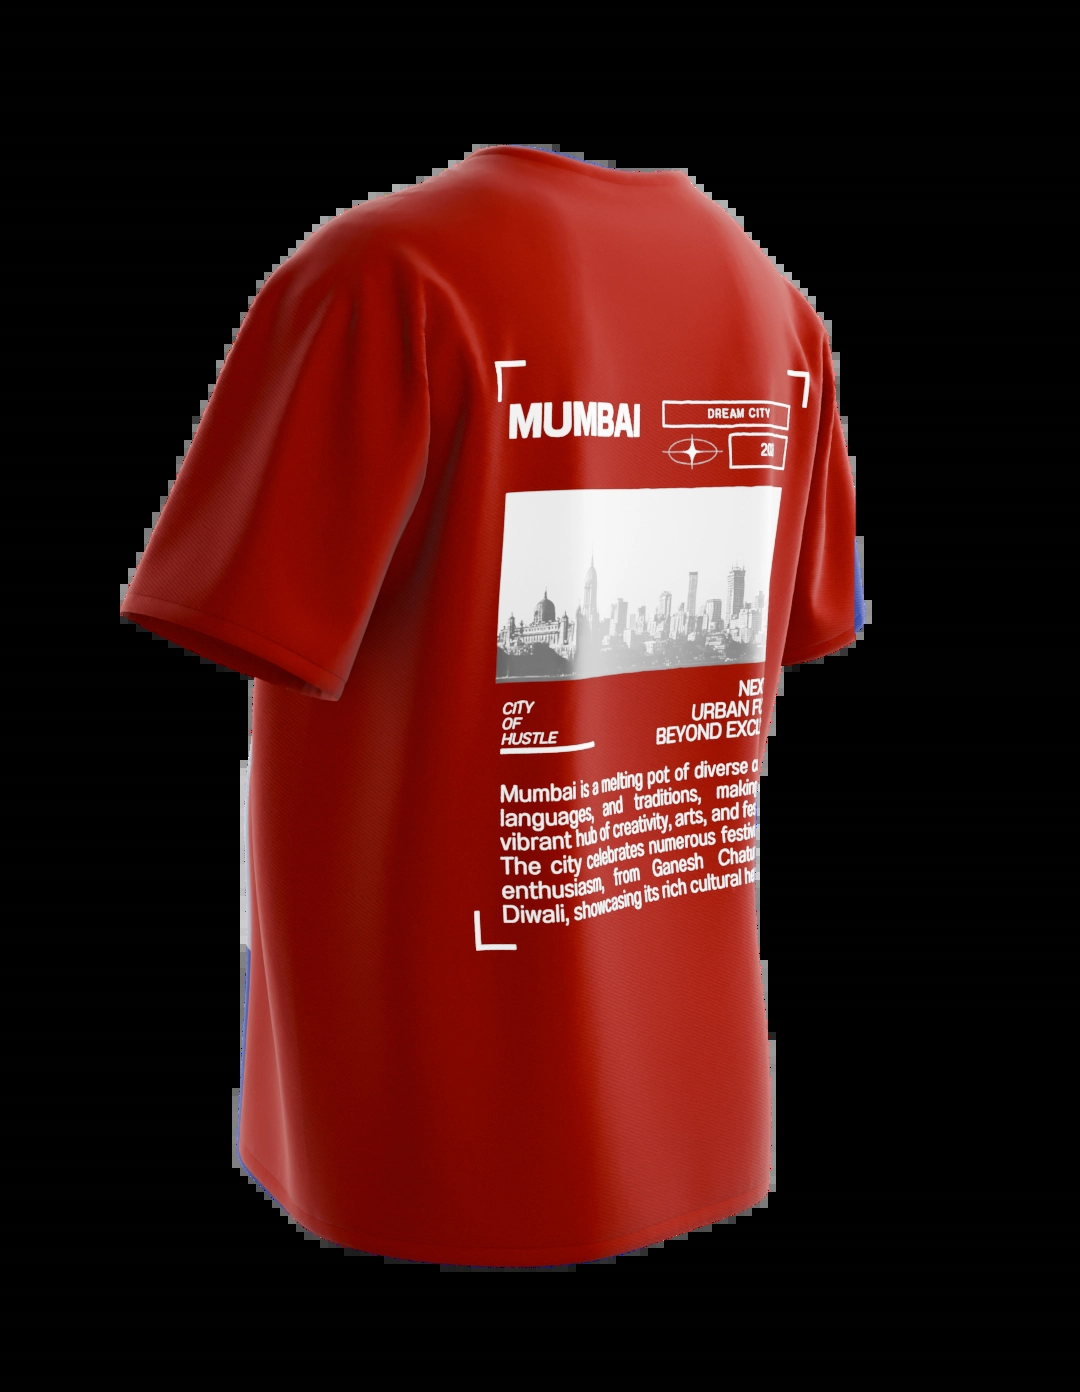 MUMBAI
DREAM CITY
CITY
OF
HUSTLE
URBAN
BEYOND
Mumbai is a melting pot of diverse
languages, and traditions,
vibrant hub of creativity, arts, and
The city celebrates numerous
enthusiasm, from Ganesh
Diwali, showcasing its rich cultural